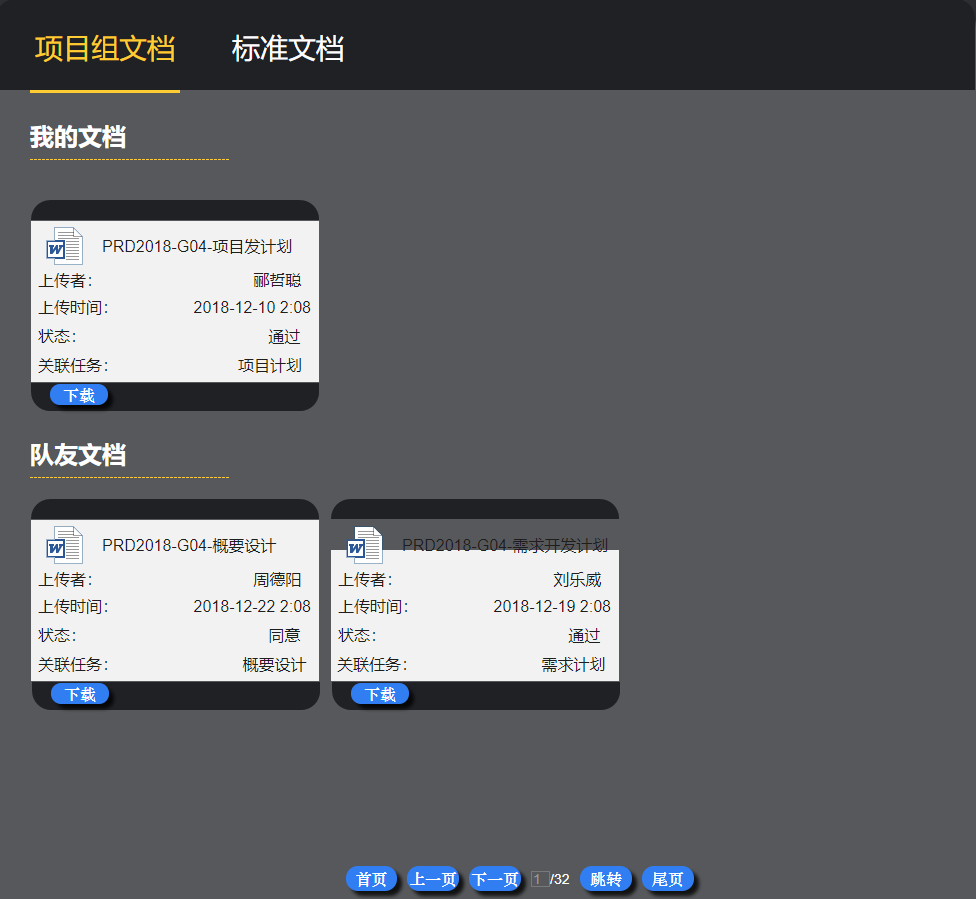 项目组文档 标准文档
我的文档
PRD2018-G04-项目发计划
上传者： 郦哲聪
上传时间： 2018-12-10 2:08
状态： 通过
关联任务： 项目计划
下载
队友文档
PRD2018-G04-概要设计
上传者： 周德阳
上传时间： 2018-12-22 2:08
状态： 同意
关联任务： 概要设计
下载
PRD2018-G04-需求开发计划
上传者： 刘乐威
上传时间： 2018-12-19 2:08
状态： 通过
关联任务： 需求计划
下载
首页 上一页 下一页 1/32 跳转 尾页